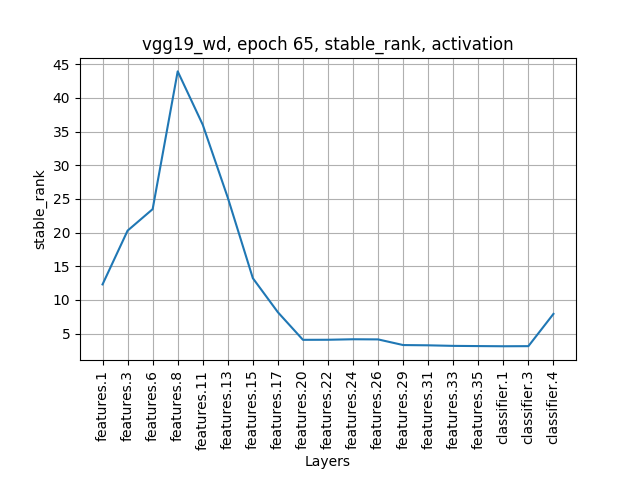 vgg19_wd, epoch 65, stable_rank, activation
45
40
35
30
25
20
15
10
5
stable_rank
features.1
features.3
features.6
features.8
features.11
features.13
features.15
features.17
features.20
features.22
features.24
features.26
features.29
features.31
features.33
features.35
classifier.1
classifier.3
classifier.4
Layers